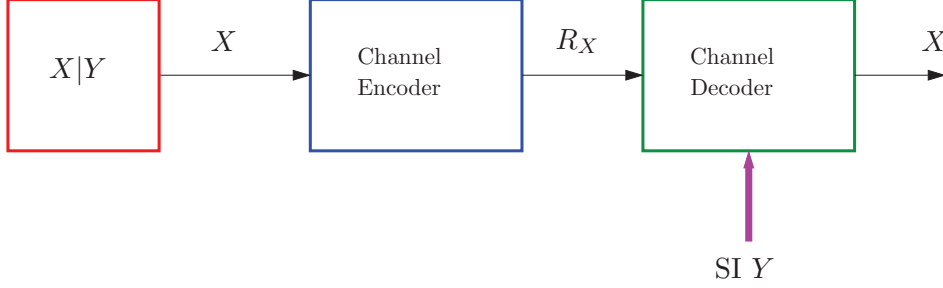 X|Y
X
Channel
Encoder
R_X
Channel
Decoder
X
SI Y